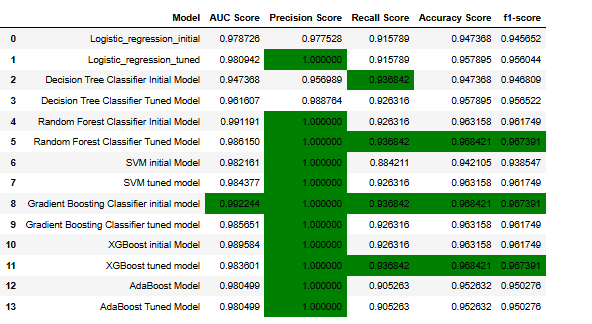 Model AUC Score Precision Score Recall Score Accuracy Score f1-score
0 Logistic_regression_initial 0.978726 0.977528 0.915789 0.947368 0.945652
1 Logistic_regression_tuned 0.980942 1.000000 0.915789 0.957895 0.956044
2 Decision Tree Classifier Initial Model 0.947368 0.956989 0.936842 0.947368 0.946809
3 Decision Tree Classifier Tuned Model 0.961607 0.988764 0.926316 0.957895 0.956522
4 Random Forest Classifier Initial Model 0.991191 1.000000 0.926316 0.963158 0.961749
5 Random Forest Classifier Tuned Model 0.986150 1.000000 0.936842 0.968421 0.967391
6 SVM initial Model 0.982161 1.000000 0.884211 0.942105 0.938547
7 SVM tuned model 0.984377 1.000000 0.926316 0.963158 0.961749
8 Gradient Boosting Classifier initial model 0.992244 1.000000 0.936842 0.968421 0.967391
9 Gradient Boosting Classifier tuned Model 0.985651 1.000000 0.926316 0.963158 0.961749
10 XGBoost initial Model 0.989584 1.000000 0.926316 0.963158 0.961749
11 XGBoost tuned model 0.983601 1.000000 0.936842 0.968421 0.967391
12 AdaBoost Model 0.980499 1.000000 0.905263 0.952632 0.950276
13 AdaBoost Tuned Model 0.980499 1.000000 0.905263 0.952632 0.950276